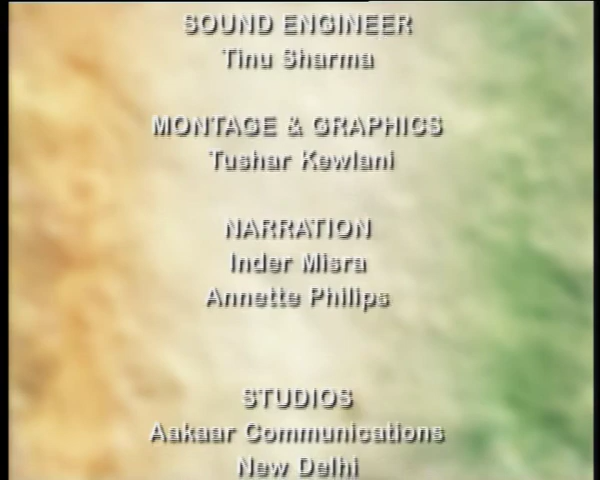 SOUND ENGINEER
Tinu Sharma
MONTAGE & GRAPHICS
Tushar Kewlani
NARRATION
Inder Misra
Annette Philips
STUDIOS
Aakaar Communications
New Delhi